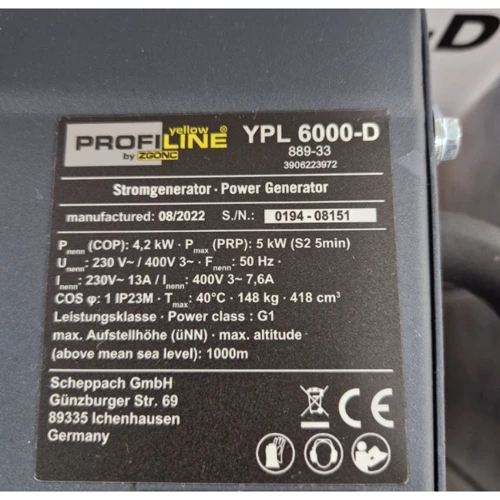 yellow
PROFILINE®
by ZGONC
YPL 6000-D
889-33
3906223972
Stromgenerator · Power Generator
manufactured: 08/2022 S./N.: 0194 - 08151
Pnenn (COP): 4,2 kW · Pmax (PRP): 5 kW (S2 5min)
Unenn: 230 V~ / 400V 3~ · Fnenn: 50 Hz ·
Inenn: 230V~ 13A / Inenn: 400V 3~ 7,6A
COS φ: 1 IP23M · Tmax: 40°C · 148 kg · 418 cm³
Leistungsklasse · Power class : G1
max. Aufstellhöhe (üNN) · max. altitude
(above mean sea level): 1000m
Scheppach GmbH
Günzburger Str. 69
89335 Ichenhausen
Germany
CE
-D